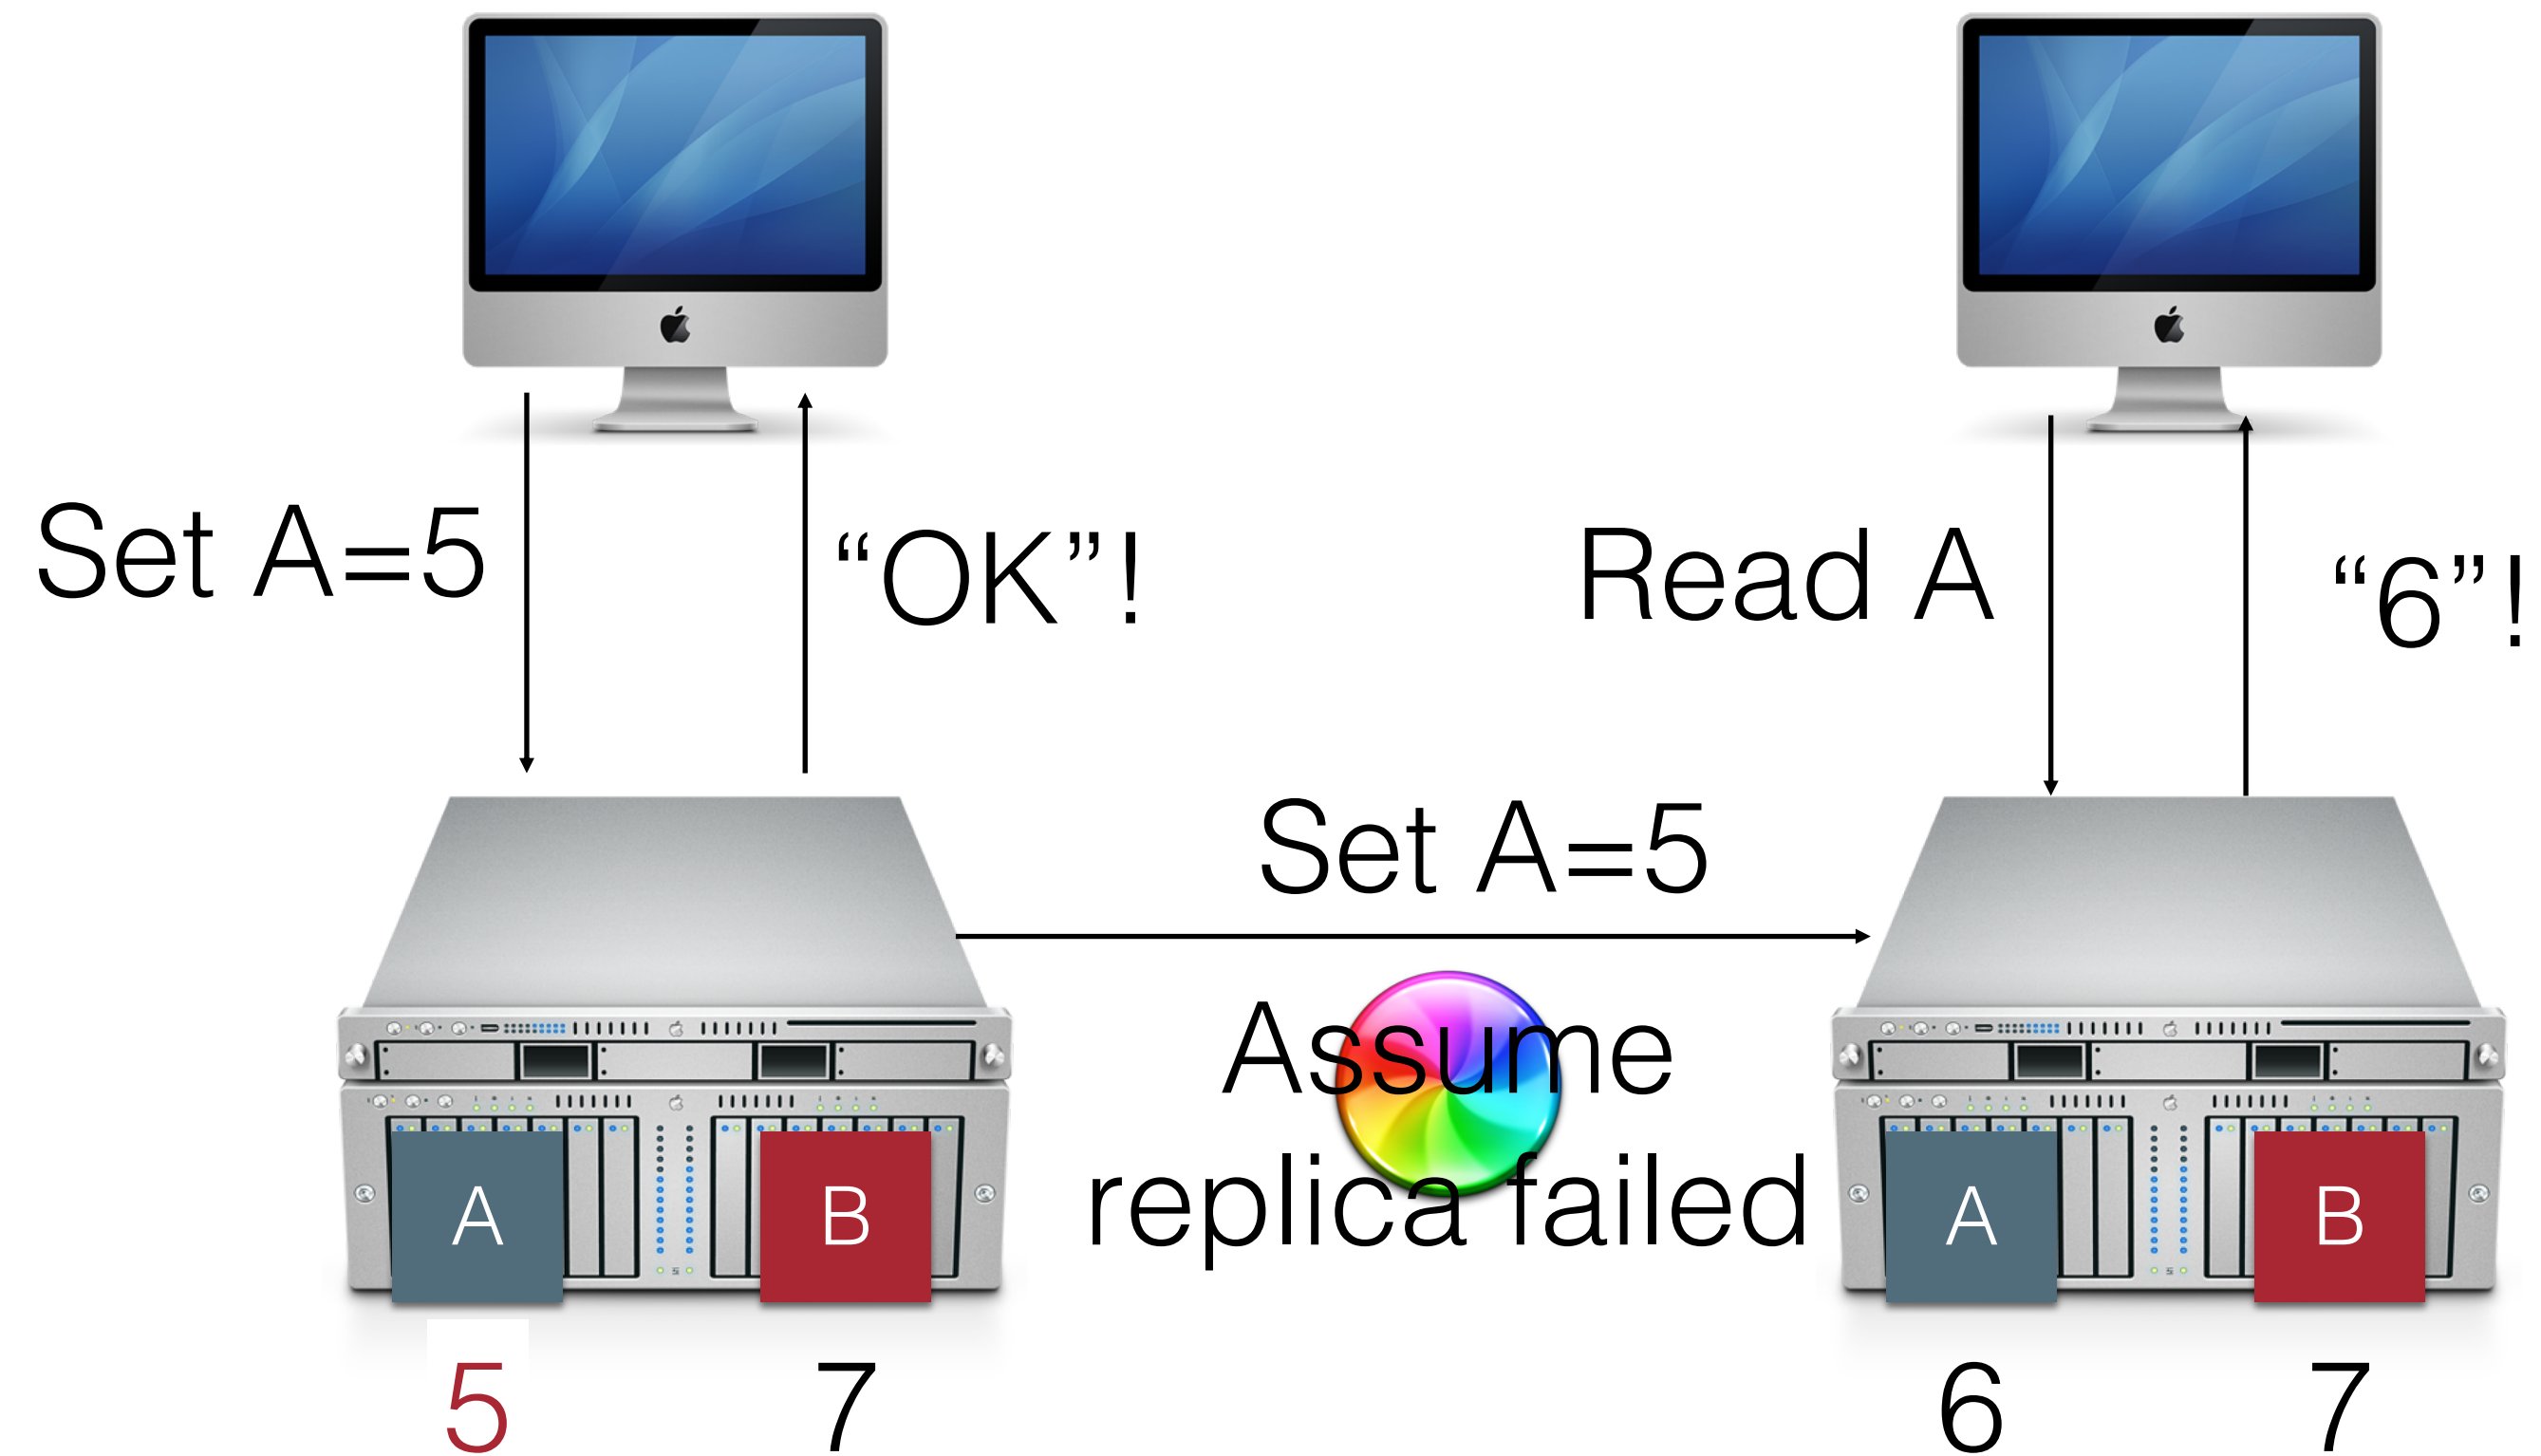 Set A=5
“OK”!
Read A
“6”!
Set A=5
Assume
replica failed
A
B
A
B
5
7
6
7